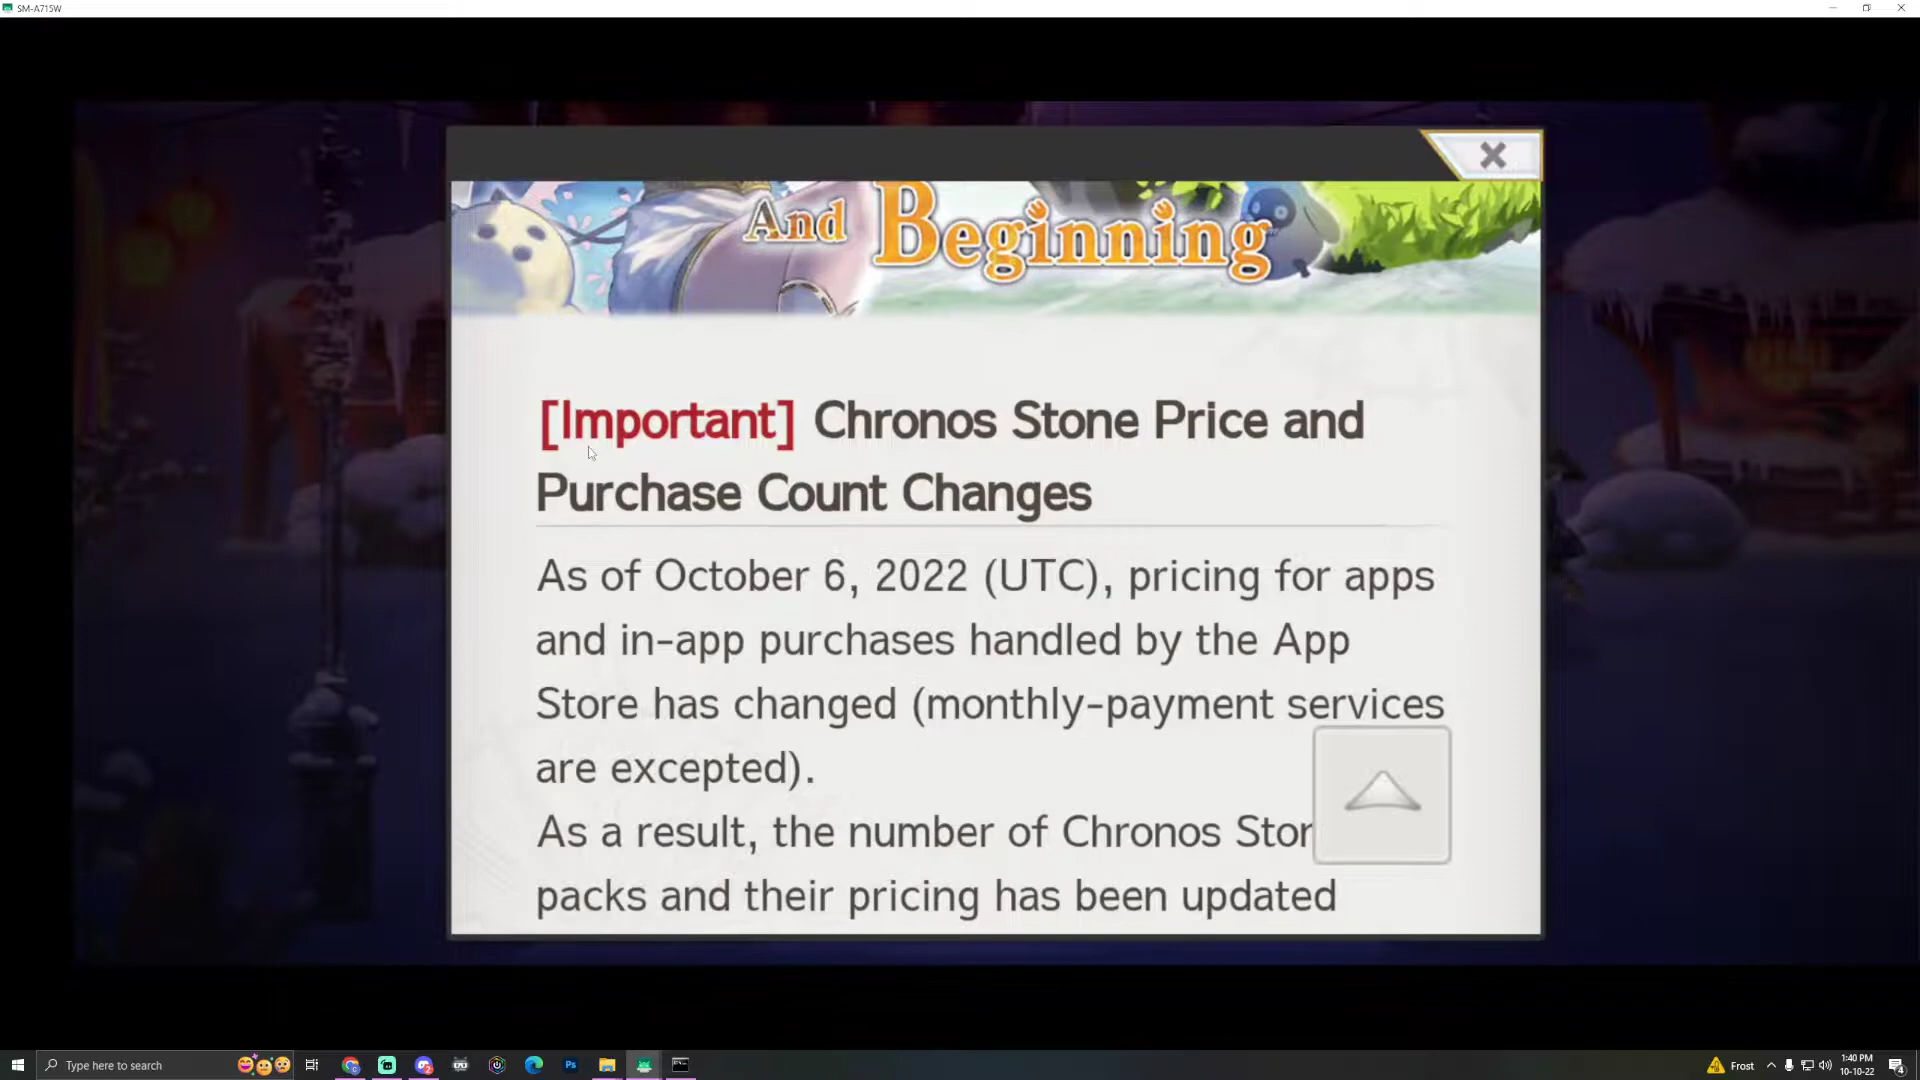 SM-A715W
And Beginning
[Important] Chronos Stone Price and
Purchase Count Changes
As of October 6, 2022 (UTC), pricing for apps
and in-app purchases handled by the App
Store has changed (monthly-payment services
are excepted).
As a result, the number of Chronos Stor
packs and their pricing has been updated
Type here to search
Ps
Frost
1:40 PM
10-10-22
4